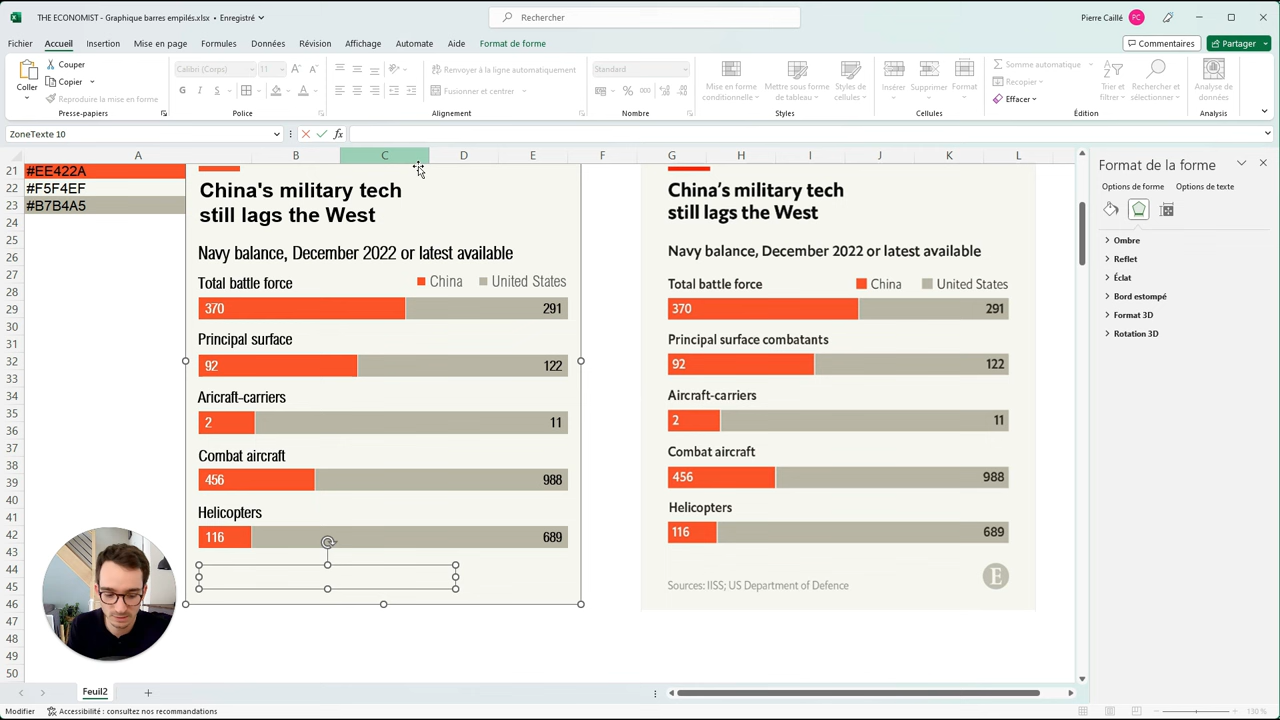 THE ECONOMIST - Graphique barres empilés.xlsx • Enregistré
Rechercher
Pierre Caillé
PC
Fichier Accueil Insertion Mise en page Formules Données Révision Affichage Automate Aide Format de forme
Commentaires
Partager
Coller
Couper
Copier
Reproduire la mise en forme
Presse-papiers
Calibri (Corps)
11
G I S
Police
Renvoyer à la ligne automatiquement
Fusionner et centrer
Alignement
Standard
Nombre
Mise en forme conditionnelle
Mettre sous forme de tableau
Styles de cellules
Styles
Insérer
Supprimer
Format
Cellules
Somme automatique
Recopier
Effacer
Trier et filtrer
Rechercher et sélectionner
Édition
Analyse de données
Analysis
ZoneTexte 10
fx
A B C D E F G H I J K L
21 #EE422A
22 #F5F4EF
23 #B7B4A5
24
25
26
27
28
29
30
31
32
33
34
35
36
37
38
39
40
41
42
43
44
45
46
47
48
49
50
China's military tech
still lags the West
Navy balance, December 2022 or latest available
Total battle force
China United States
370 291
Principal surface
92 122
Aricraft-carriers
2 11
Combat aircraft
456 988
Helicopters
116 689
China's military tech
still lags the West
Navy balance, December 2022 or latest available
Total battle force
China United States
370 291
Principal surface combatants
92 122
Aircraft-carriers
2 11
Combat aircraft
456 988
Helicopters
116 689
Sources: IISS; US Department of Defence
E
Format de la forme
Options de forme Options de texte
Ombre
Reflet
Éclat
Bord estompé
Format 3D
Rotation 3D
Feuil2
Modifier
Accessibilité : consultez nos recommandations
130 %